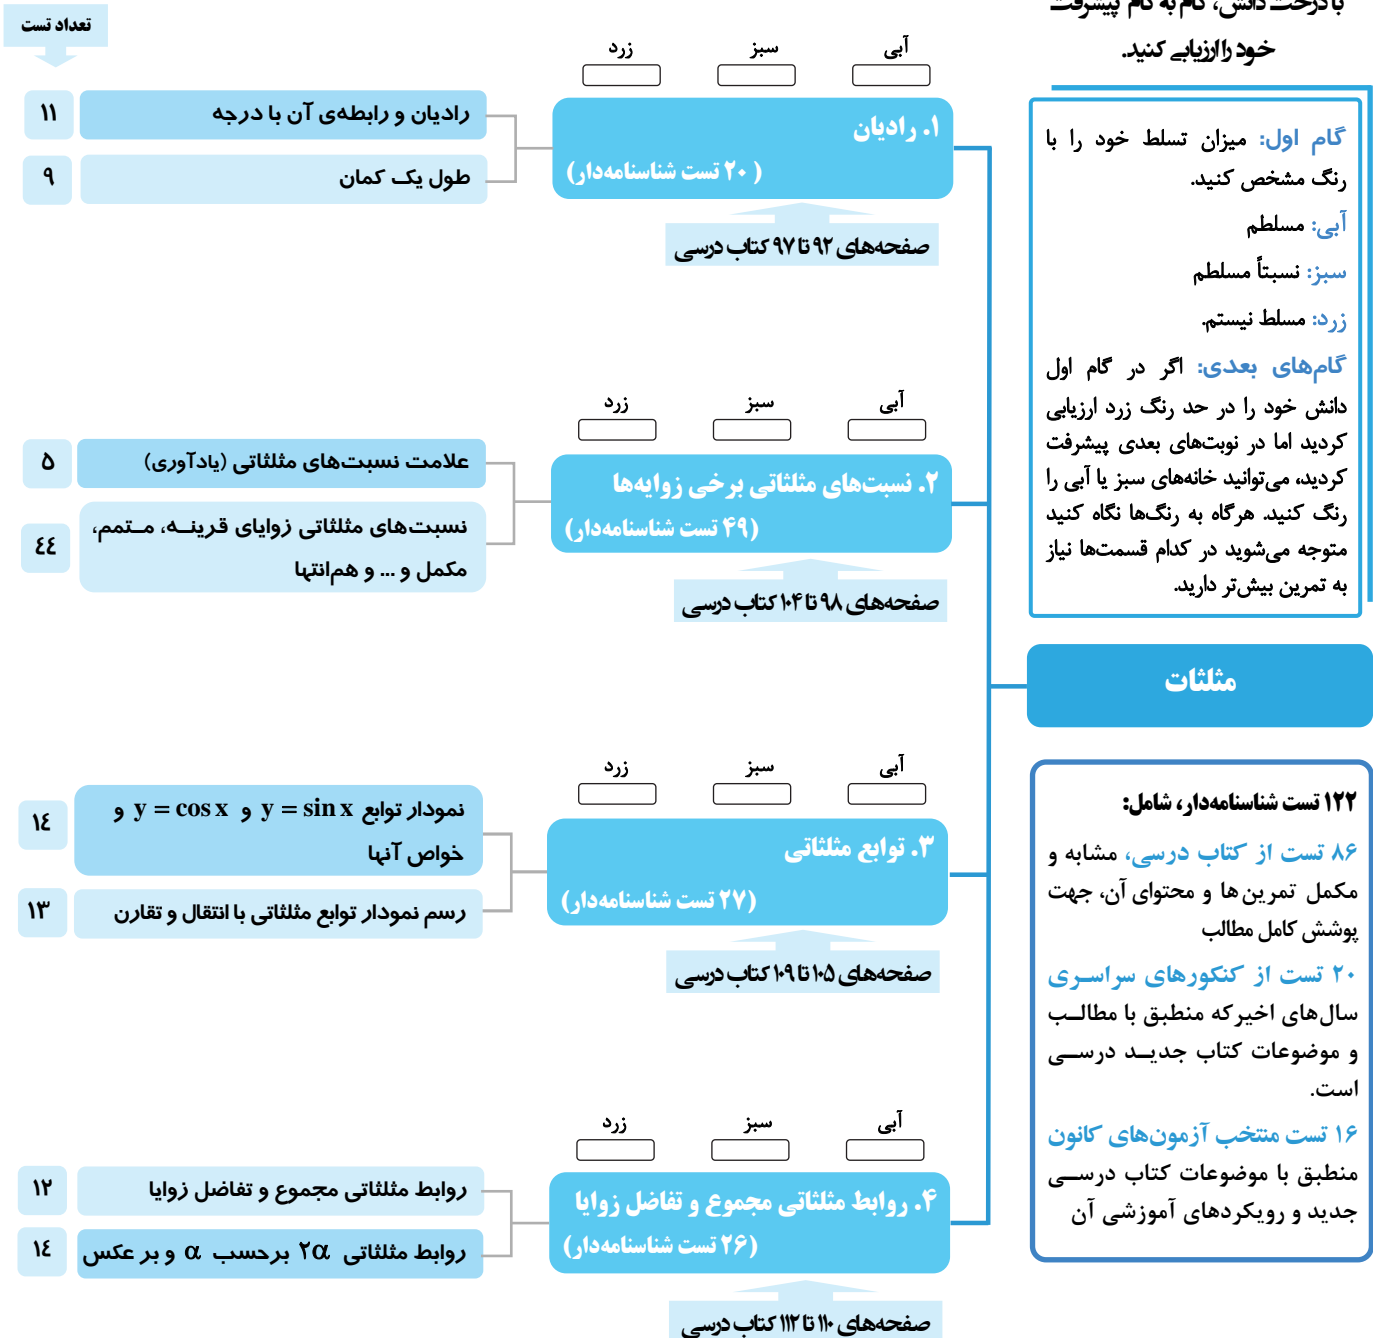 با درخت دانش، گام به گام پیشرفت
خود را ارزیابی کنید.
گام اول: میزان تسلط خود را با
رنگ مشخص کنید.
آبی: مسلطم
سبز: نسبتاً مسلطم
زرد: مسلط نیستم.
گام‌های بعدی: اگر در گام اول
دانش خود را در حد رنگ زرد ارزیابی
کردید اما در نوبت‌های بعدی پیشرفت
کردید، می‌توانید خانه‌های سبز یا آبی را
رنگ کنید. هرگاه به رنگ‌ها نگاه کنید
متوجه می‌شوید در کدام قسمت‌ها نیاز
به تمرین بیش‌تر دارید.
مثلثات
۱۲۲ تست شناسنامه‌دار، شامل:
۸۶ تست از کتاب درسی، مشابه و
مکمل تمرین ها و محتوای آن، جهت
پوشش کامل مطالب
۲۰ تست از کنکورهای سراسری
سال‌های اخیرکه منطبق با مطالب
و موضوعات کتاب جدید درسی
است.
۱۶ تست منتخب آزمون‌های کانون
منطبق با موضوعات کتاب درسی
جدید و رویکردهای آموزشی آن
تعداد تست
آبی سبز زرد
۱. رادیان
(۲۰ تست شناسنامه‌دار)
صفحه‌های ۹۲ تا ۹۷ کتاب درسی
رادیان و رابطه‌ی آن با درجه ۱۱
طول یک کمان ۹
آبی سبز زرد
۲. نسبت‌های مثلثاتی برخی زوایه‌ها
(۴۹ تست شناسنامه‌دار)
صفحه‌های ۹۸ تا ۱۰۴ کتاب درسی
علامت نسبت‌های مثلثاتی (یادآوری) ۵
نسبت‌های مثلثاتی زوایای قرینه، متمم،
مکمل و ... و هم‌انتها ۴۴
آبی سبز زرد
۳. توابع مثلثاتی
(۲۷ تست شناسنامه‌دار)
صفحه‌های ۱۰۵ تا ۱۰۹ کتاب درسی
نمودار توابع y = sin x و y = cos x و
خواص آنها ۱۴
رسم نمودار توابع مثلثاتی با انتقال و تقارن ۱۳
آبی سبز زرد
۴. روابط مثلثاتی مجموع و تفاضل زوایا
(۲۶ تست شناسنامه‌دار)
صفحه‌های ۱۱۰ تا ۱۱۲ کتاب درسی
روابط مثلثاتی مجموع و تفاضل زوایا ۱۲
روابط مثلثاتی ۲α برحسب α و بر عکس ۱۴